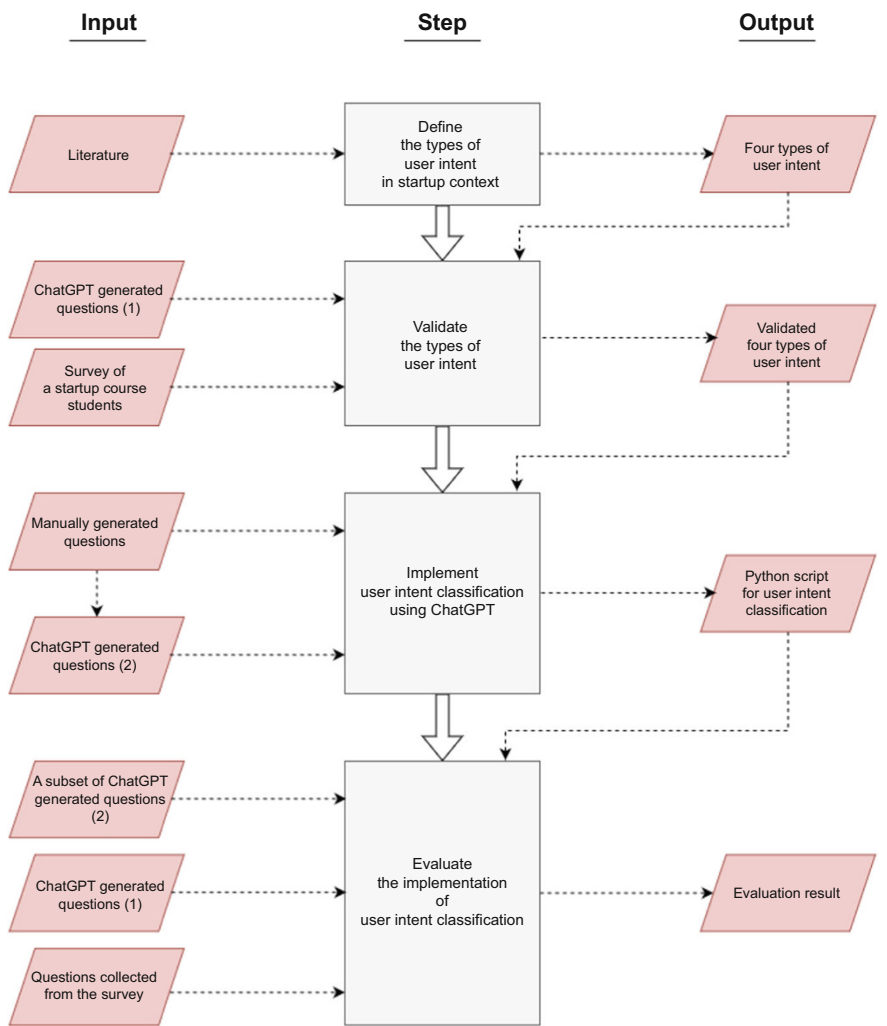 Input
Step
Output
Literature
Define
the types of
user intent
in startup context
Four types of
user intent
ChatGPT generated
questions (1)
Survey of
a startup course
students
Validate
the types of
user intent
Validated
four types of
user intent
Manually generated
questions
ChatGPT generated
questions (2)
Implement
user intent classification
using ChatGPT
Python script
for user intent
classification
A subset of ChatGPT
generated questions
(2)
ChatGPT generated
questions (1)
Questions collected
from the survey
Evaluate
the implementation
of
user intent classification
Evaluation result